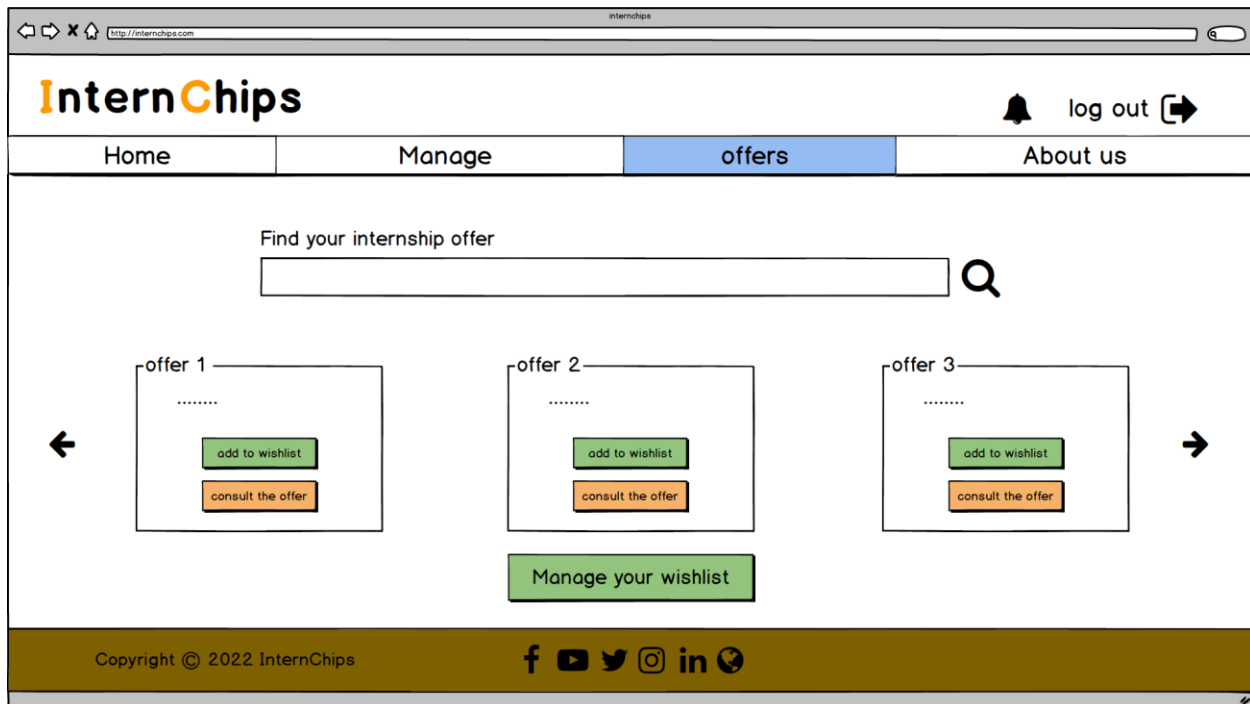 internchips
http://internchips.com
InternChips
log out
Home Manage offers About us
Find your internship offer
offer 1 offer 2 offer 3
........ ........ ........
add to wishlist add to wishlist add to wishlist
consult the offer consult the offer consult the offer
Manage your wishlist
Copyright © 2022 InternChips